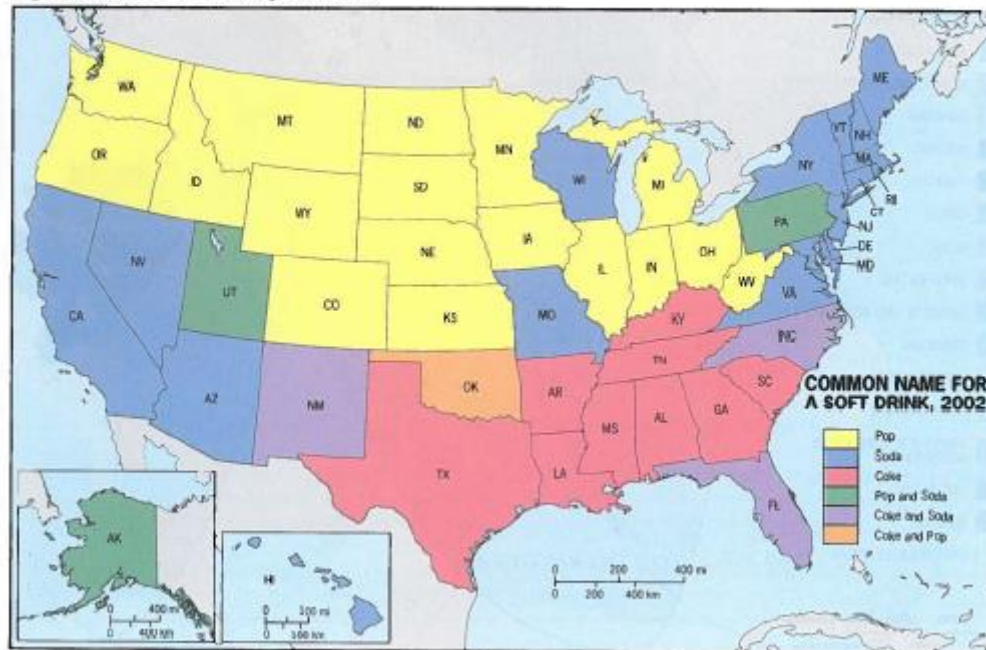 WA
MT
ND
MN
ME
OR
ID
SD
WI
MI
VT
NH
NY
MA
RI
CT
WY
IA
NE
PA
NJ
OH
IL
IN
DE
MD
NV
UT
CO
WV
VA
CA
KS
MO
KY
NC
TN
AZ
NM
OK
AR
SC
MS
AL
GA
TX
LA
FL
COMMON NAME FOR
A SOFT DRINK, 2002
Pop
Soda
Coke
Pop and Soda
Coke and Soda
Coke and Pop
AK
0 400 mi
0 400 km
HI
0 100 mi
0 100 km
0 200 400 mi
0 200 400 km